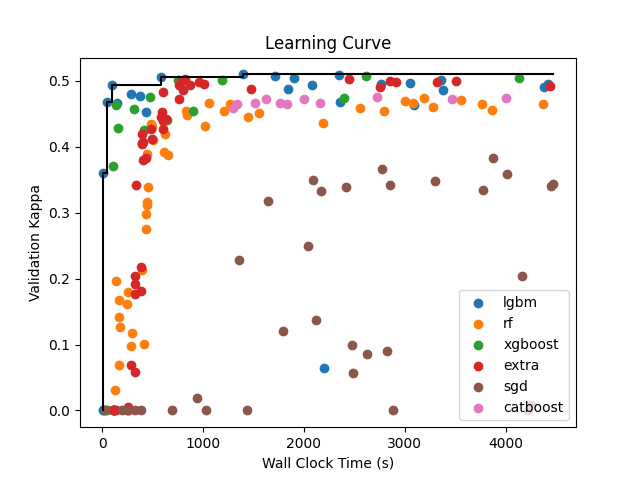 Learning Curve
Validation Kappa
0.5
0.4
0.3
0.2
0.1
0.0
lgbm
rf
xgboost
extra
sgd
catboost
0
1000
2000
3000
4000
Wall Clock Time (s)